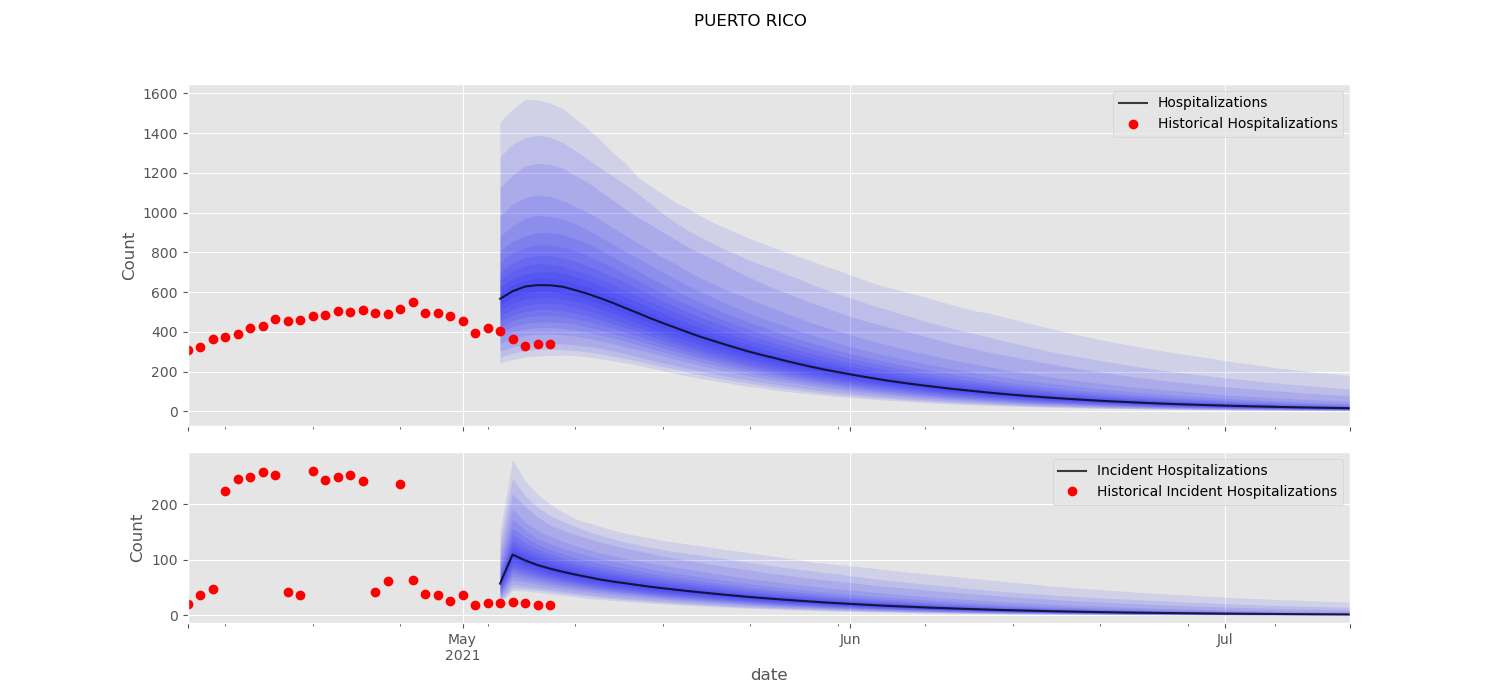 PUERTO RICO
1600
1400
1200
1000
800
600
400
200
0
Count
Hospitalizations
Historical Hospitalizations
200
100
0
Count
Incident Hospitalizations
Historical Incident Hospitalizations
May
2021
Jun
Jul
date